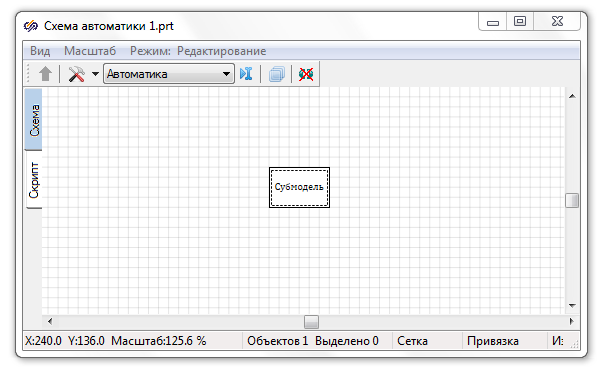 Схема автоматики 1.prt
Вид Масштаб Режим: Редактирование
Автоматика
Схема
Скрипт
Субмодель
X:240.0 Y:136.0 Масштаб:125.6 % Объектов 1 Выделено 0 Сетка Привязка И: